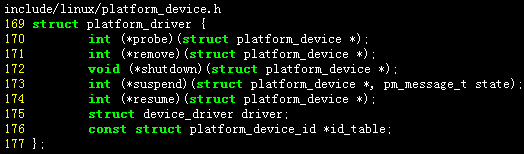 include/linux/platform_device.h
169 struct platform_driver {
170         int (*probe)(struct platform_device *);
171         int (*remove)(struct platform_device *);
172         void (*shutdown)(struct platform_device *);
173         int (*suspend)(struct platform_device *, pm_message_t state);
174         int (*resume)(struct platform_device *);
175         struct device_driver driver;
176         const struct platform_device_id *id_table;
177 };